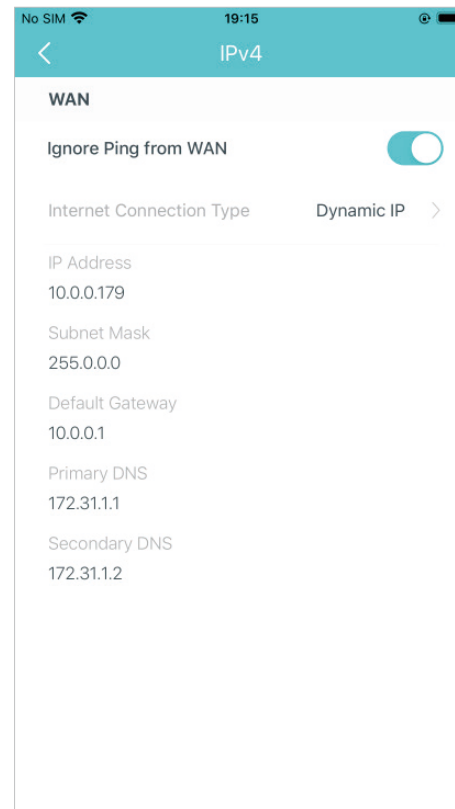 No SIM 19:15
IPv4
WAN
Ignore Ping from WAN
Internet Connection Type Dynamic IP
IP Address
10.0.0.179
Subnet Mask
255.0.0.0
Default Gateway
10.0.0.1
Primary DNS
172.31.1.1
Secondary DNS
172.31.1.2